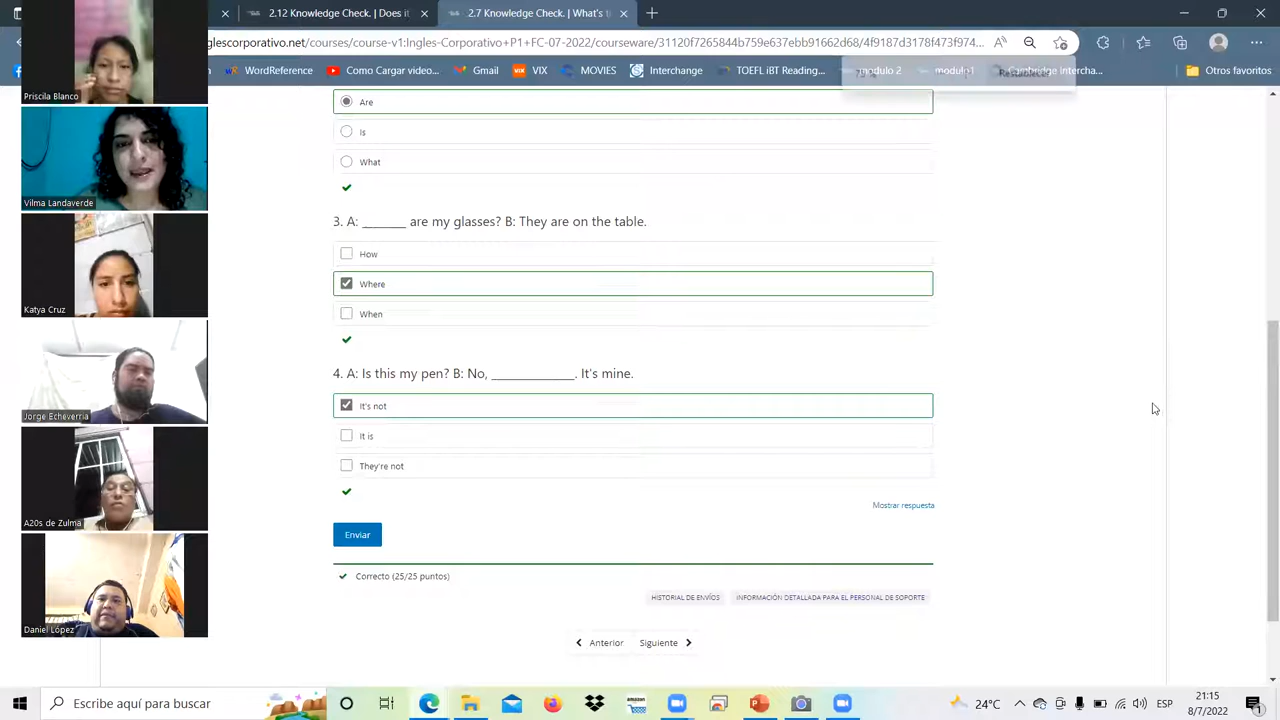 2.12 Knowledge Check. | Does it
2.7 Knowledge Check. | What's t
glescorporativo.net/courses/course-v1:Ingles-Corporativo+P1+FC-07-2022/courseware/31120f7265844b759e637ebb91662d68/4f9187d3178f473f974...
WordReference
Como Cargar video...
Gmail
VIX
MOVIES
Interchange
TOEFL iBT Reading...
modulo 2
modulo 1
Cambridge Intercha...
Otros favoritos
Are
Is
What
3. A: _______ are my glasses? B: They are on the table.
How
Where
When
4. A: Is this my pen? B: No, _____________. It's mine.
It's not
It is
They're not
Mostrar respuesta
Enviar
Correcto (25/25 puntos)
HISTORIAL DE ENVÍOS
INFORMACIÓN DETALLADA PARA EL PERSONAL DE SOPORTE
Anterior
Siguiente
Priscila Blanco
Vilma Landaverde
Katya Cruz
Jorge Echeverria
A20s de Zulma
Daniel López
Escribe aquí para buscar
24°C
ESP
21:15
8/7/2022